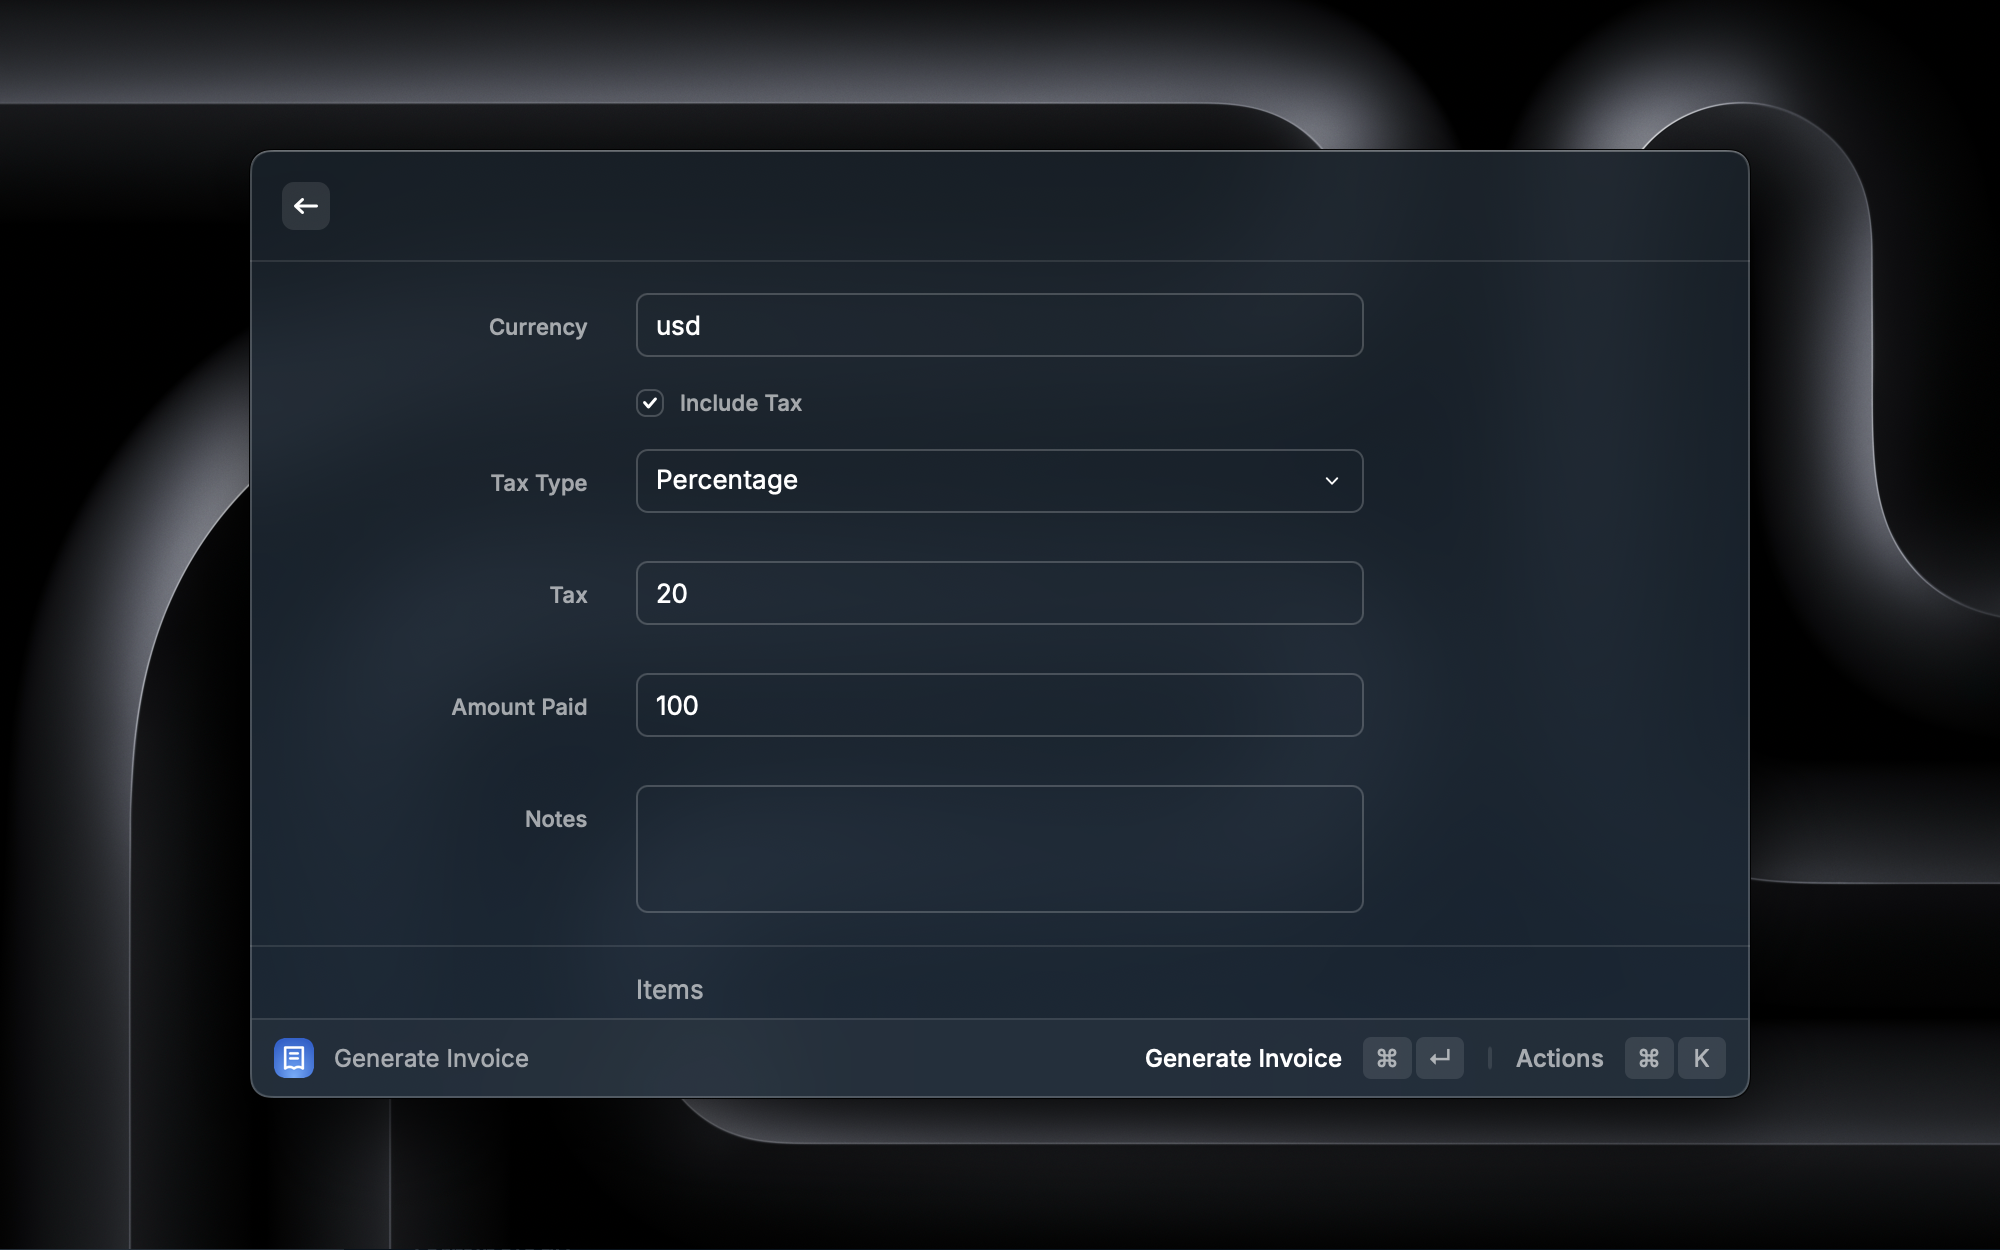 Currency
usd
Include Tax
Tax Type
Percentage
Tax
20
Amount Paid
100
Notes
Items
Generate Invoice
Generate Invoice ⌘ ↵ Actions ⌘ K